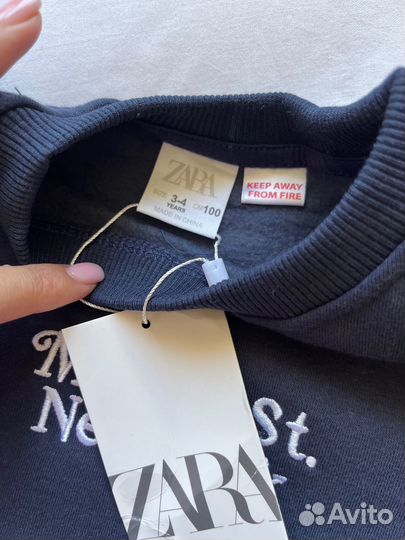 ZARA
SIZE 3-4 YEARS CM 100
MADE IN CHINA
KEEP AWAY
FROM FIRE
St.
ZARA
Avito